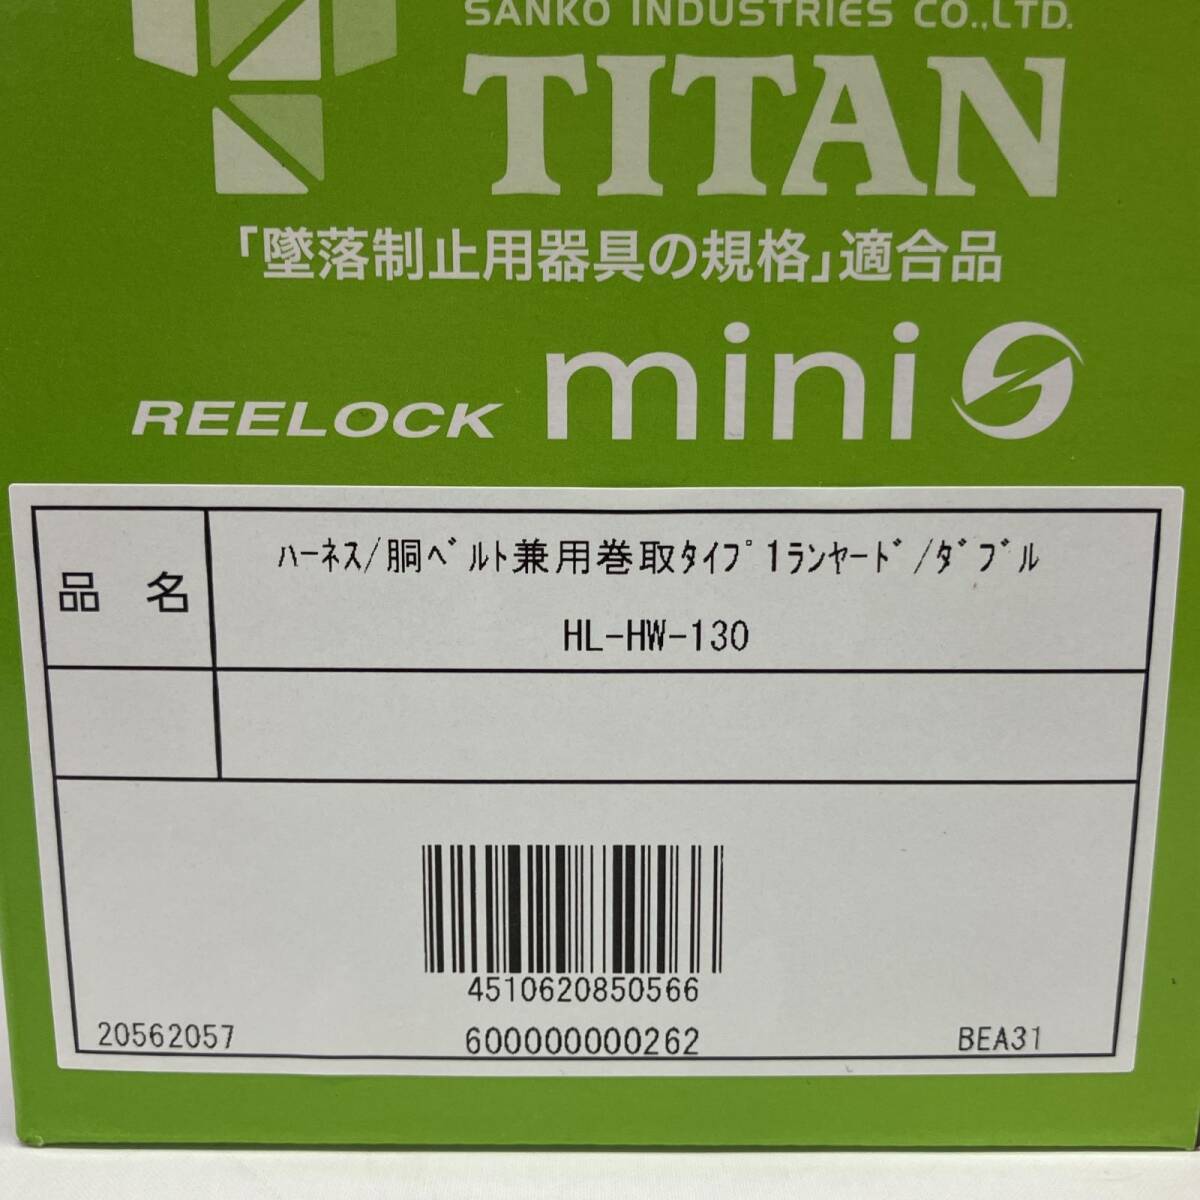 SANKO INDUSTRIES CO.,LTD.
TITAN
「墜落制止用器具の規格」適合品
REELOCK mini
品 名
ﾊｰﾈｽ/胴ﾍﾞﾙﾄ兼用巻取ﾀｲﾌﾟ1ﾗﾝﾔｰﾄﾞ/ﾀﾞﾌﾞﾙ
HL-HW-130
4510620850566
20562057
600000000262
BEA31